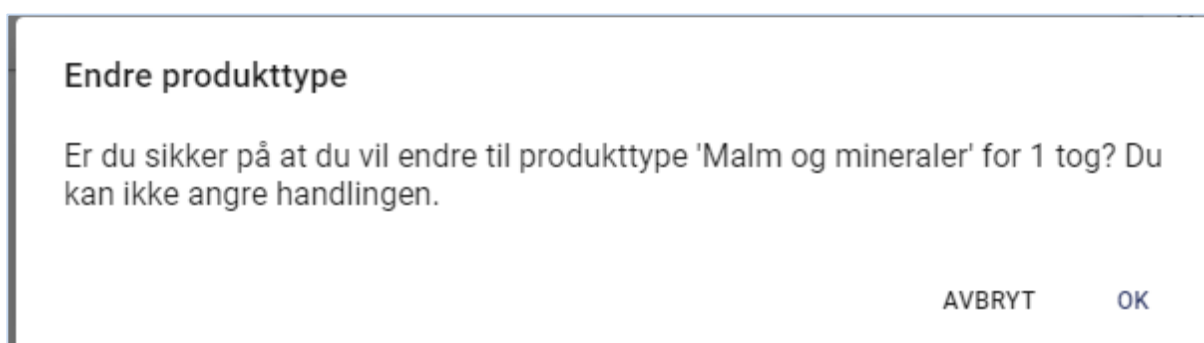 Endre produkttype
Er du sikker på at du vil endre til produkttype 'Malm og mineraler' for 1 tog? Du
kan ikke angre handlingen.
AVBRYT OK